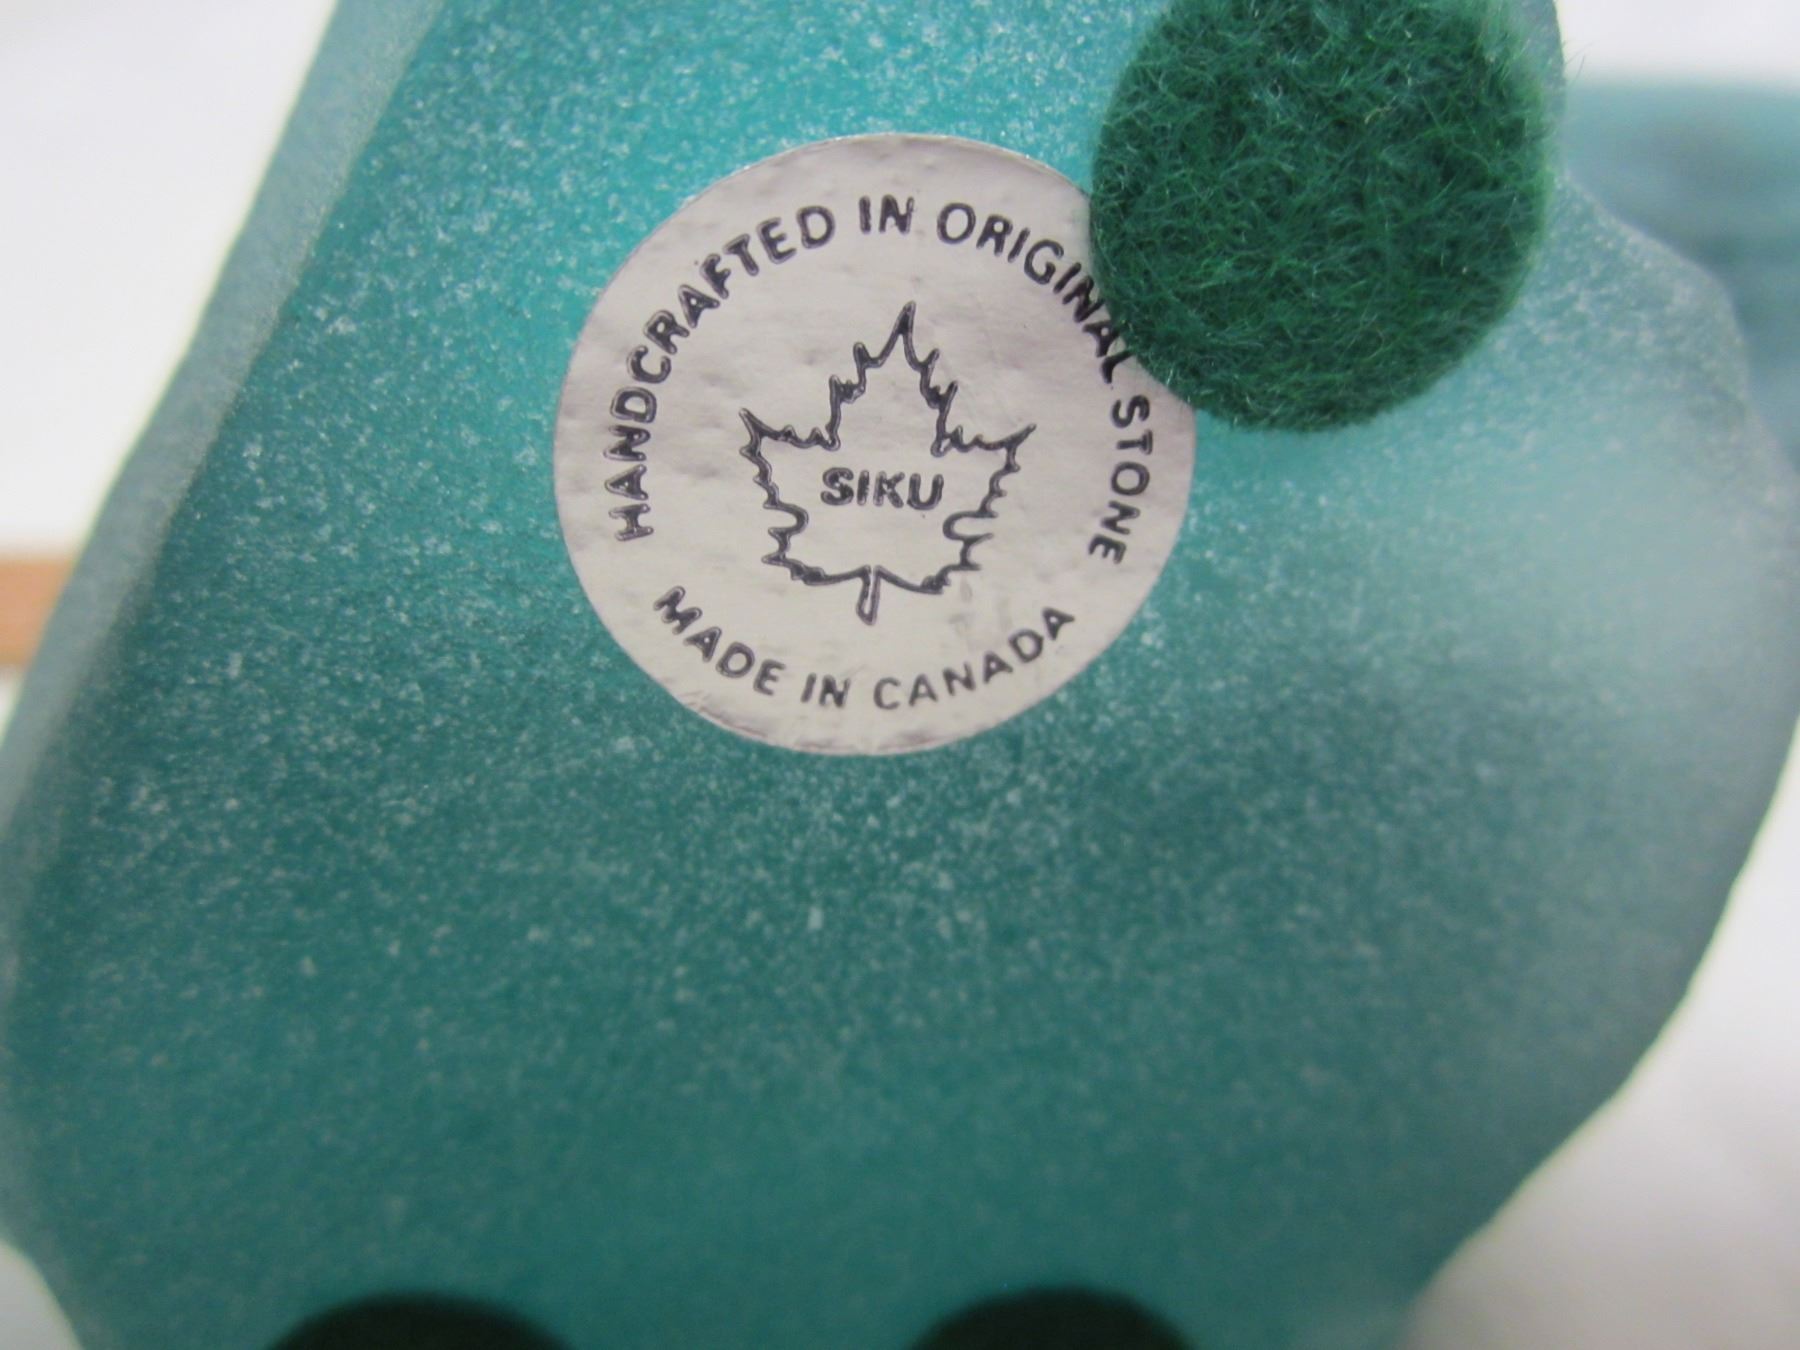 HANDCRAFTED IN ORIGINAL STONE
SIKU
MADE IN CANADA